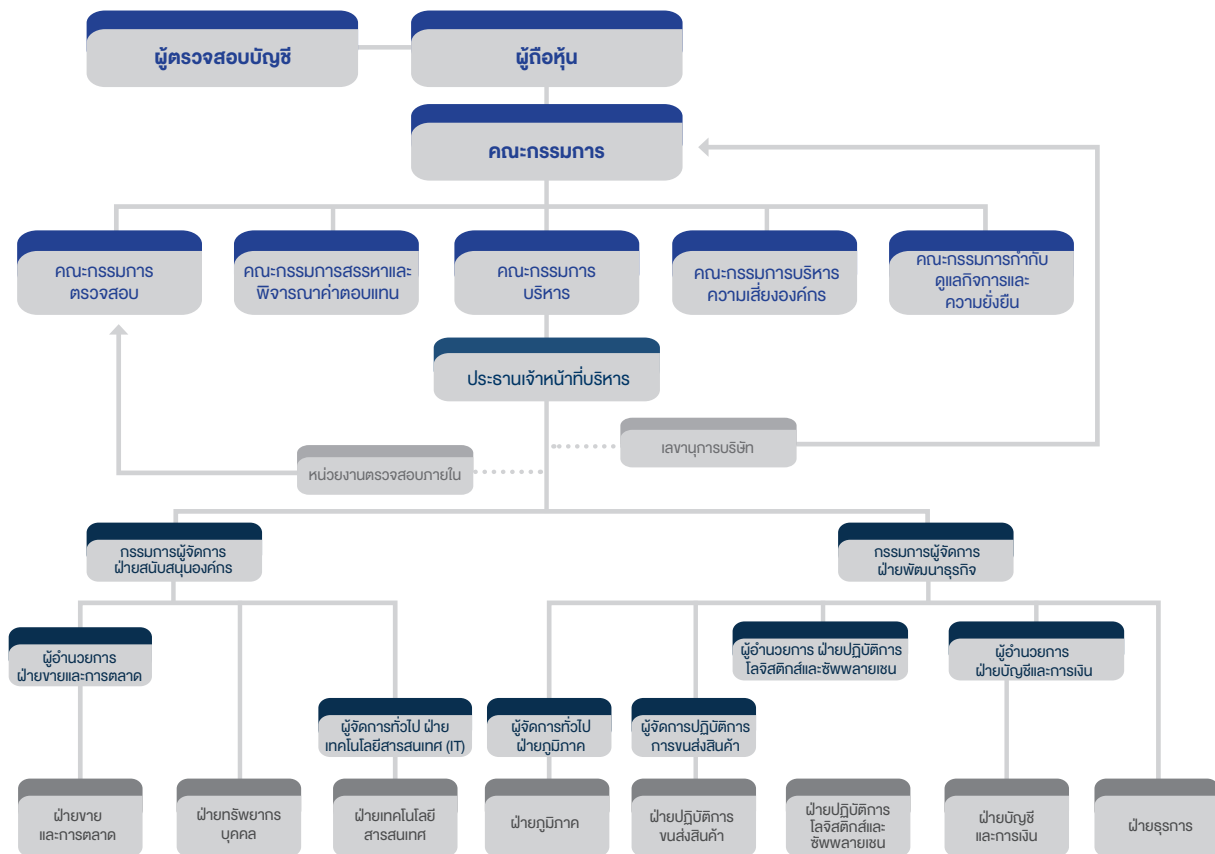 ผู้ตรวจสอบบัญชี
ผู้ถือหุ้น
คณะกรรมการ
คณะกรรมการ
ตรวจสอบ
คณะกรรมการสรรหาและ
พิจารณาค่าตอบแทน
คณะกรรมการ
บริหาร
คณะกรรมการบริหาร
ความเสี่ยงองค์กร
คณะกรรมการกำกับ
ดูแลกิจการและ
ความยั่งยืน
ประธานเจ้าหน้าที่บริหาร
เลขานุการบริษัท
หน่วยงานตรวจสอบภายใน
กรรมการผู้จัดการ
ฝ่ายสนับสนุนองค์กร
กรรมการผู้จัดการ
ฝ่ายพัฒนาธุรกิจ
ผู้อำนวยการ
ฝ่ายขายและการตลาด
ผู้อำนวยการ ฝ่ายปฏิบัติการ
โลจิสติกส์และซัพพลายเชน
ผู้อำนวยการ
ฝ่ายบัญชีและการเงิน
ผู้จัดการทั่วไป ฝ่าย
เทคโนโลยีสารสนเทศ (IT)
ผู้จัดการทั่วไป
ฝ่ายภูมิภาค
ผู้จัดการปฏิบัติการ
การขนส่งสินค้า
ฝ่ายขาย
และการตลาด
ฝ่ายทรัพยากร
บุคคล
ฝ่ายเทคโนโลยี
สารสนเทศ
ฝ่ายภูมิภาค
ฝ่ายปฏิบัติการ
ขนส่งสินค้า
ฝ่ายปฏิบัติการ
โลจิสติกส์และ
ซัพพลายเชน
ฝ่ายบัญชี
และการเงิน
ฝ่ายธุรการ